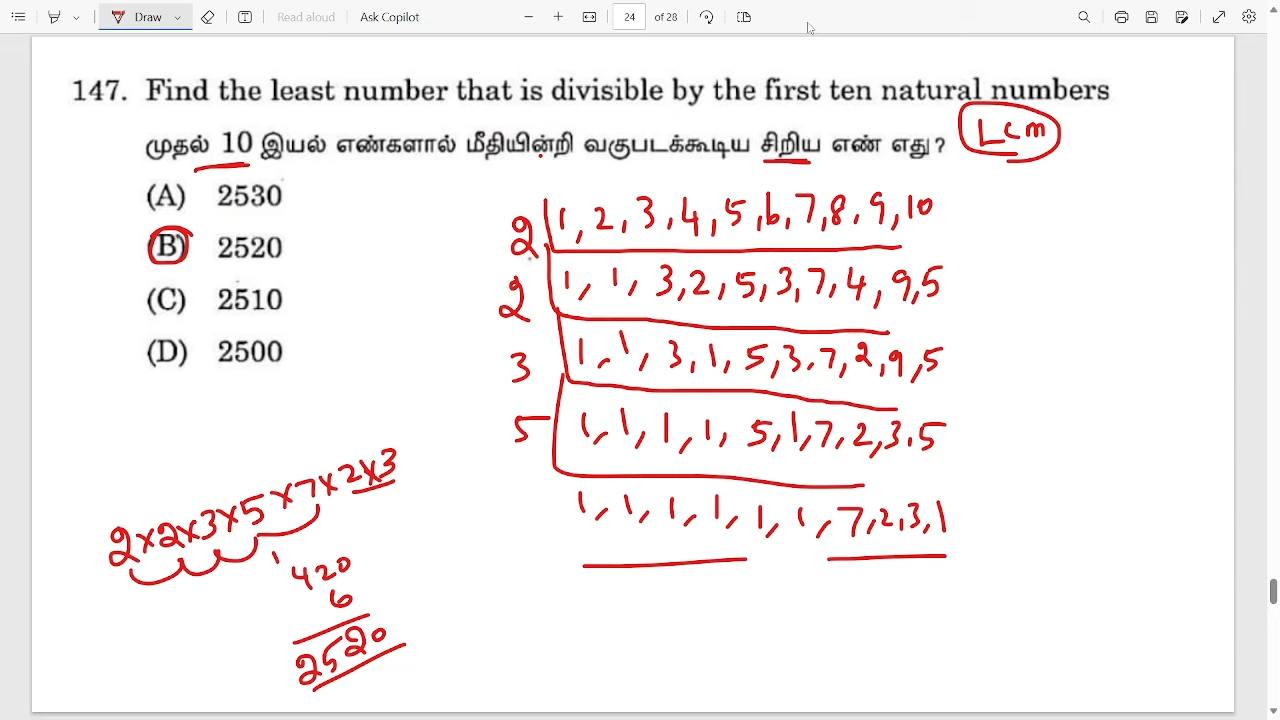 Draw
Read aloud
Ask Copilot
24 of 28
147. Find the least number that is divisible by the first ten natural numbers
முதல் 10 இயல் எண்களால் மீதியின்றி வகுபடக்கூடிய சிறிய எண் எது?
Lcm
(A) 2530
(B) 2520
(C) 2510
(D) 2500
2 1, 2, 3, 4, 5, 6, 7, 8, 9, 10
2 1, 1, 3, 2, 5, 3, 7, 4, 9, 5
3 1, 1, 3, 1, 5, 3, 7, 2, 9, 5
5 1, 1, 1, 1, 5, 1, 7, 2, 3, 5
1, 1, 1, 1, 1, 1, 7, 2, 3, 1
2×2×3×5×7×2×3
420
6
2520